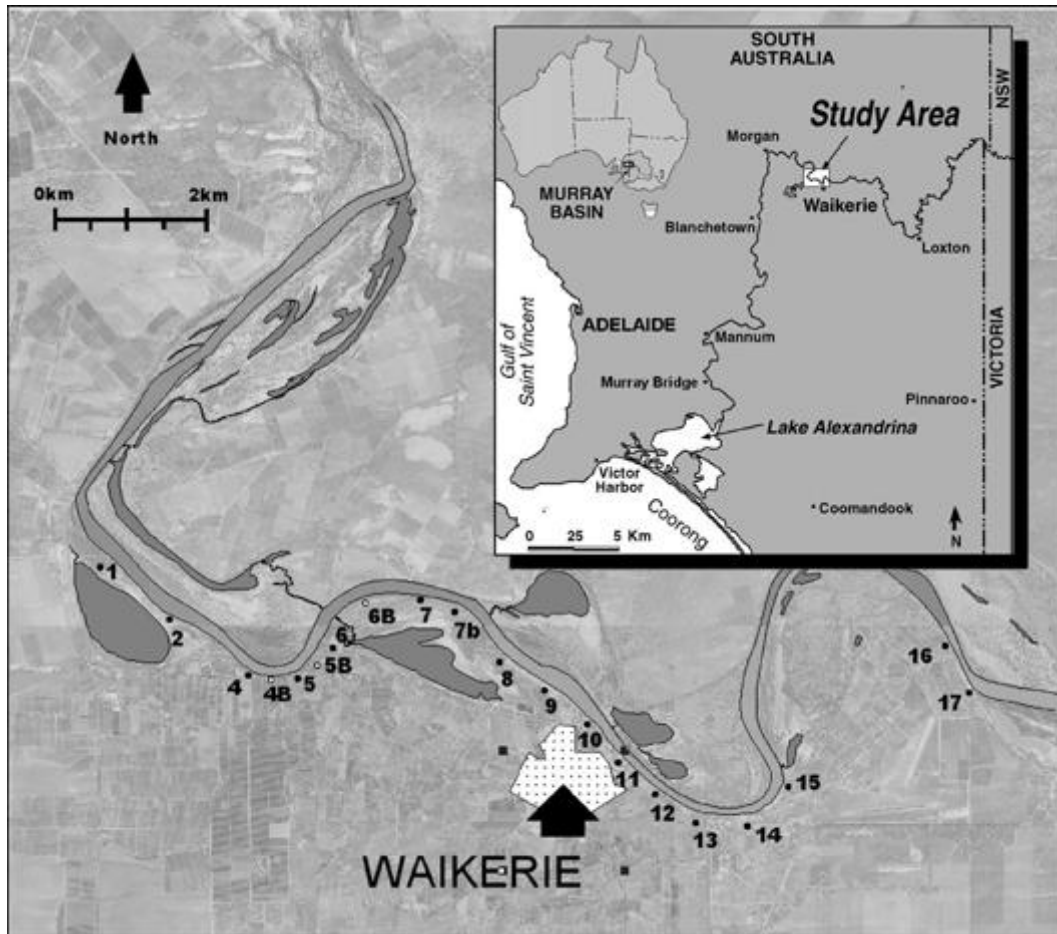 North
0km 2km
SOUTH
AUSTRALIA
NSW
Study Area
Morgan
MURRAY
BASIN
Waikerie
Blanchetown
Loxton
Gulf of
Saint Vincent
ADELAIDE
Mannum
VICTORIA
Murray Bridge
Pinnaroo
Lake Alexandrina
Victor
Harbor
Coorong
Coomandook
0 25 5 Km
N
1
2
4
4B
5
5B
6
6B
7
7b
8
9
10
11
12
13
14
15
16
17
WAIKERIE